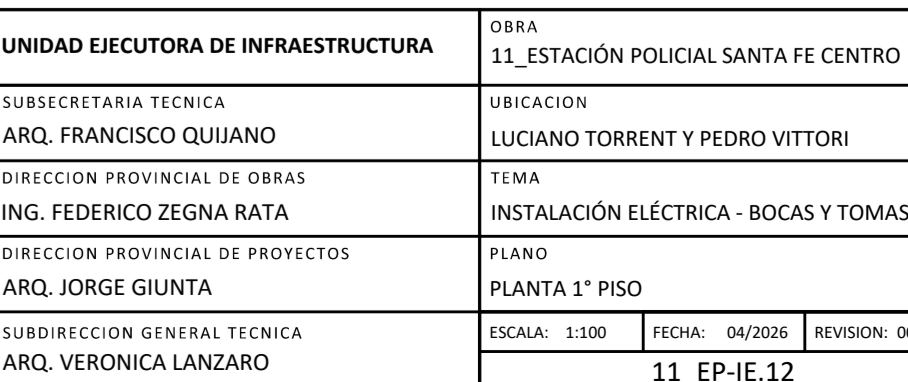 UNIDAD EJECUTORA DE INFRAESTRUCTURA
OBRA
11_ESTACIÓN POLICIAL SANTA FE CENTRO
SUBSECRETARIA TECNICA
ARQ. FRANCISCO QUIJANO
UBICACION
LUCIANO TORRENT Y PEDRO VITTORI
DIRECCION PROVINCIAL DE OBRAS
ING. FEDERICO ZEGNA RATA
TEMA
INSTALACIÓN ELÉCTRICA - BOCAS Y TOMAS
DIRECCION PROVINCIAL DE PROYECTOS
ARQ. JORGE GIUNTA
PLANO
PLANTA 1° PISO
SUBDIRECCION GENERAL TECNICA
ARQ. VERONICA LANZARO
ESCALA: 1:100 FECHA: 04/2026 REVISION:
11_EP-IE.12